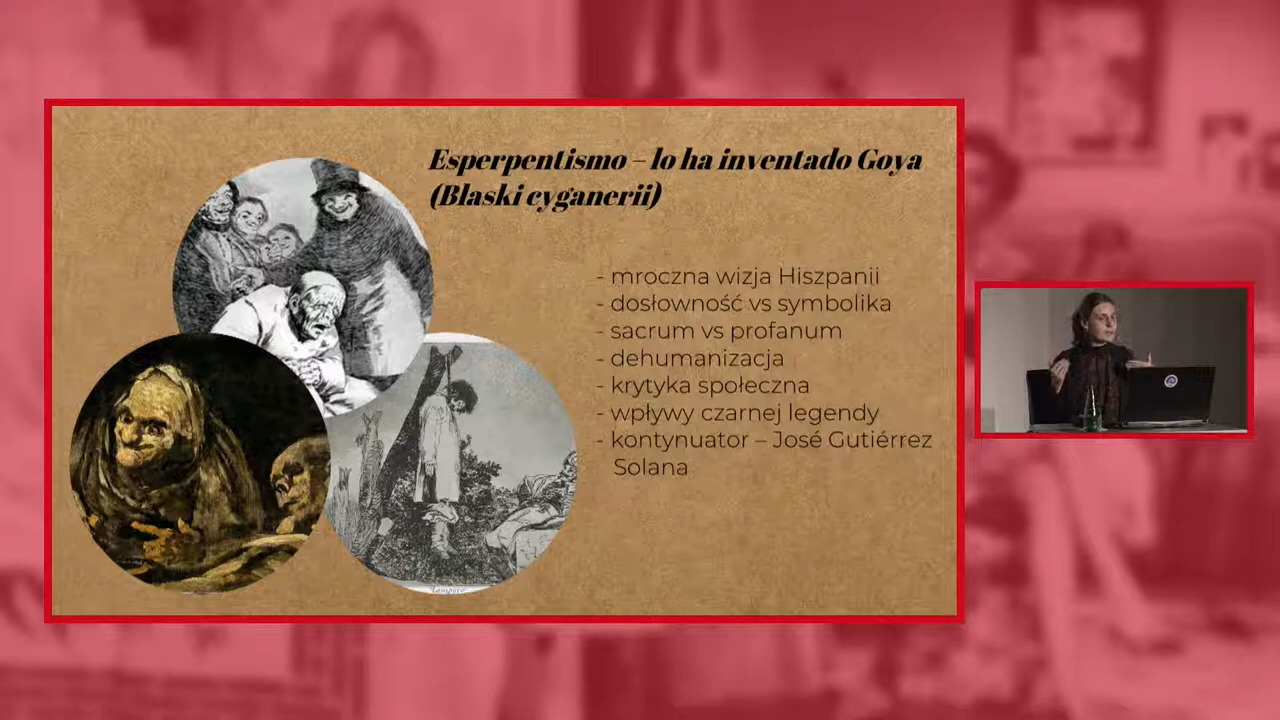 Esperpentismo – lo ha inventado Goya
(Blaski cyganerii)
- mroczna wizja Hiszpanii
- dosłowność vs symbolika
- sacrum vs profanum
- dehumanizacja
- krytyka społeczna
- wpływy czarnej legendy
- kontynuator – José Gutiérrez
Solana